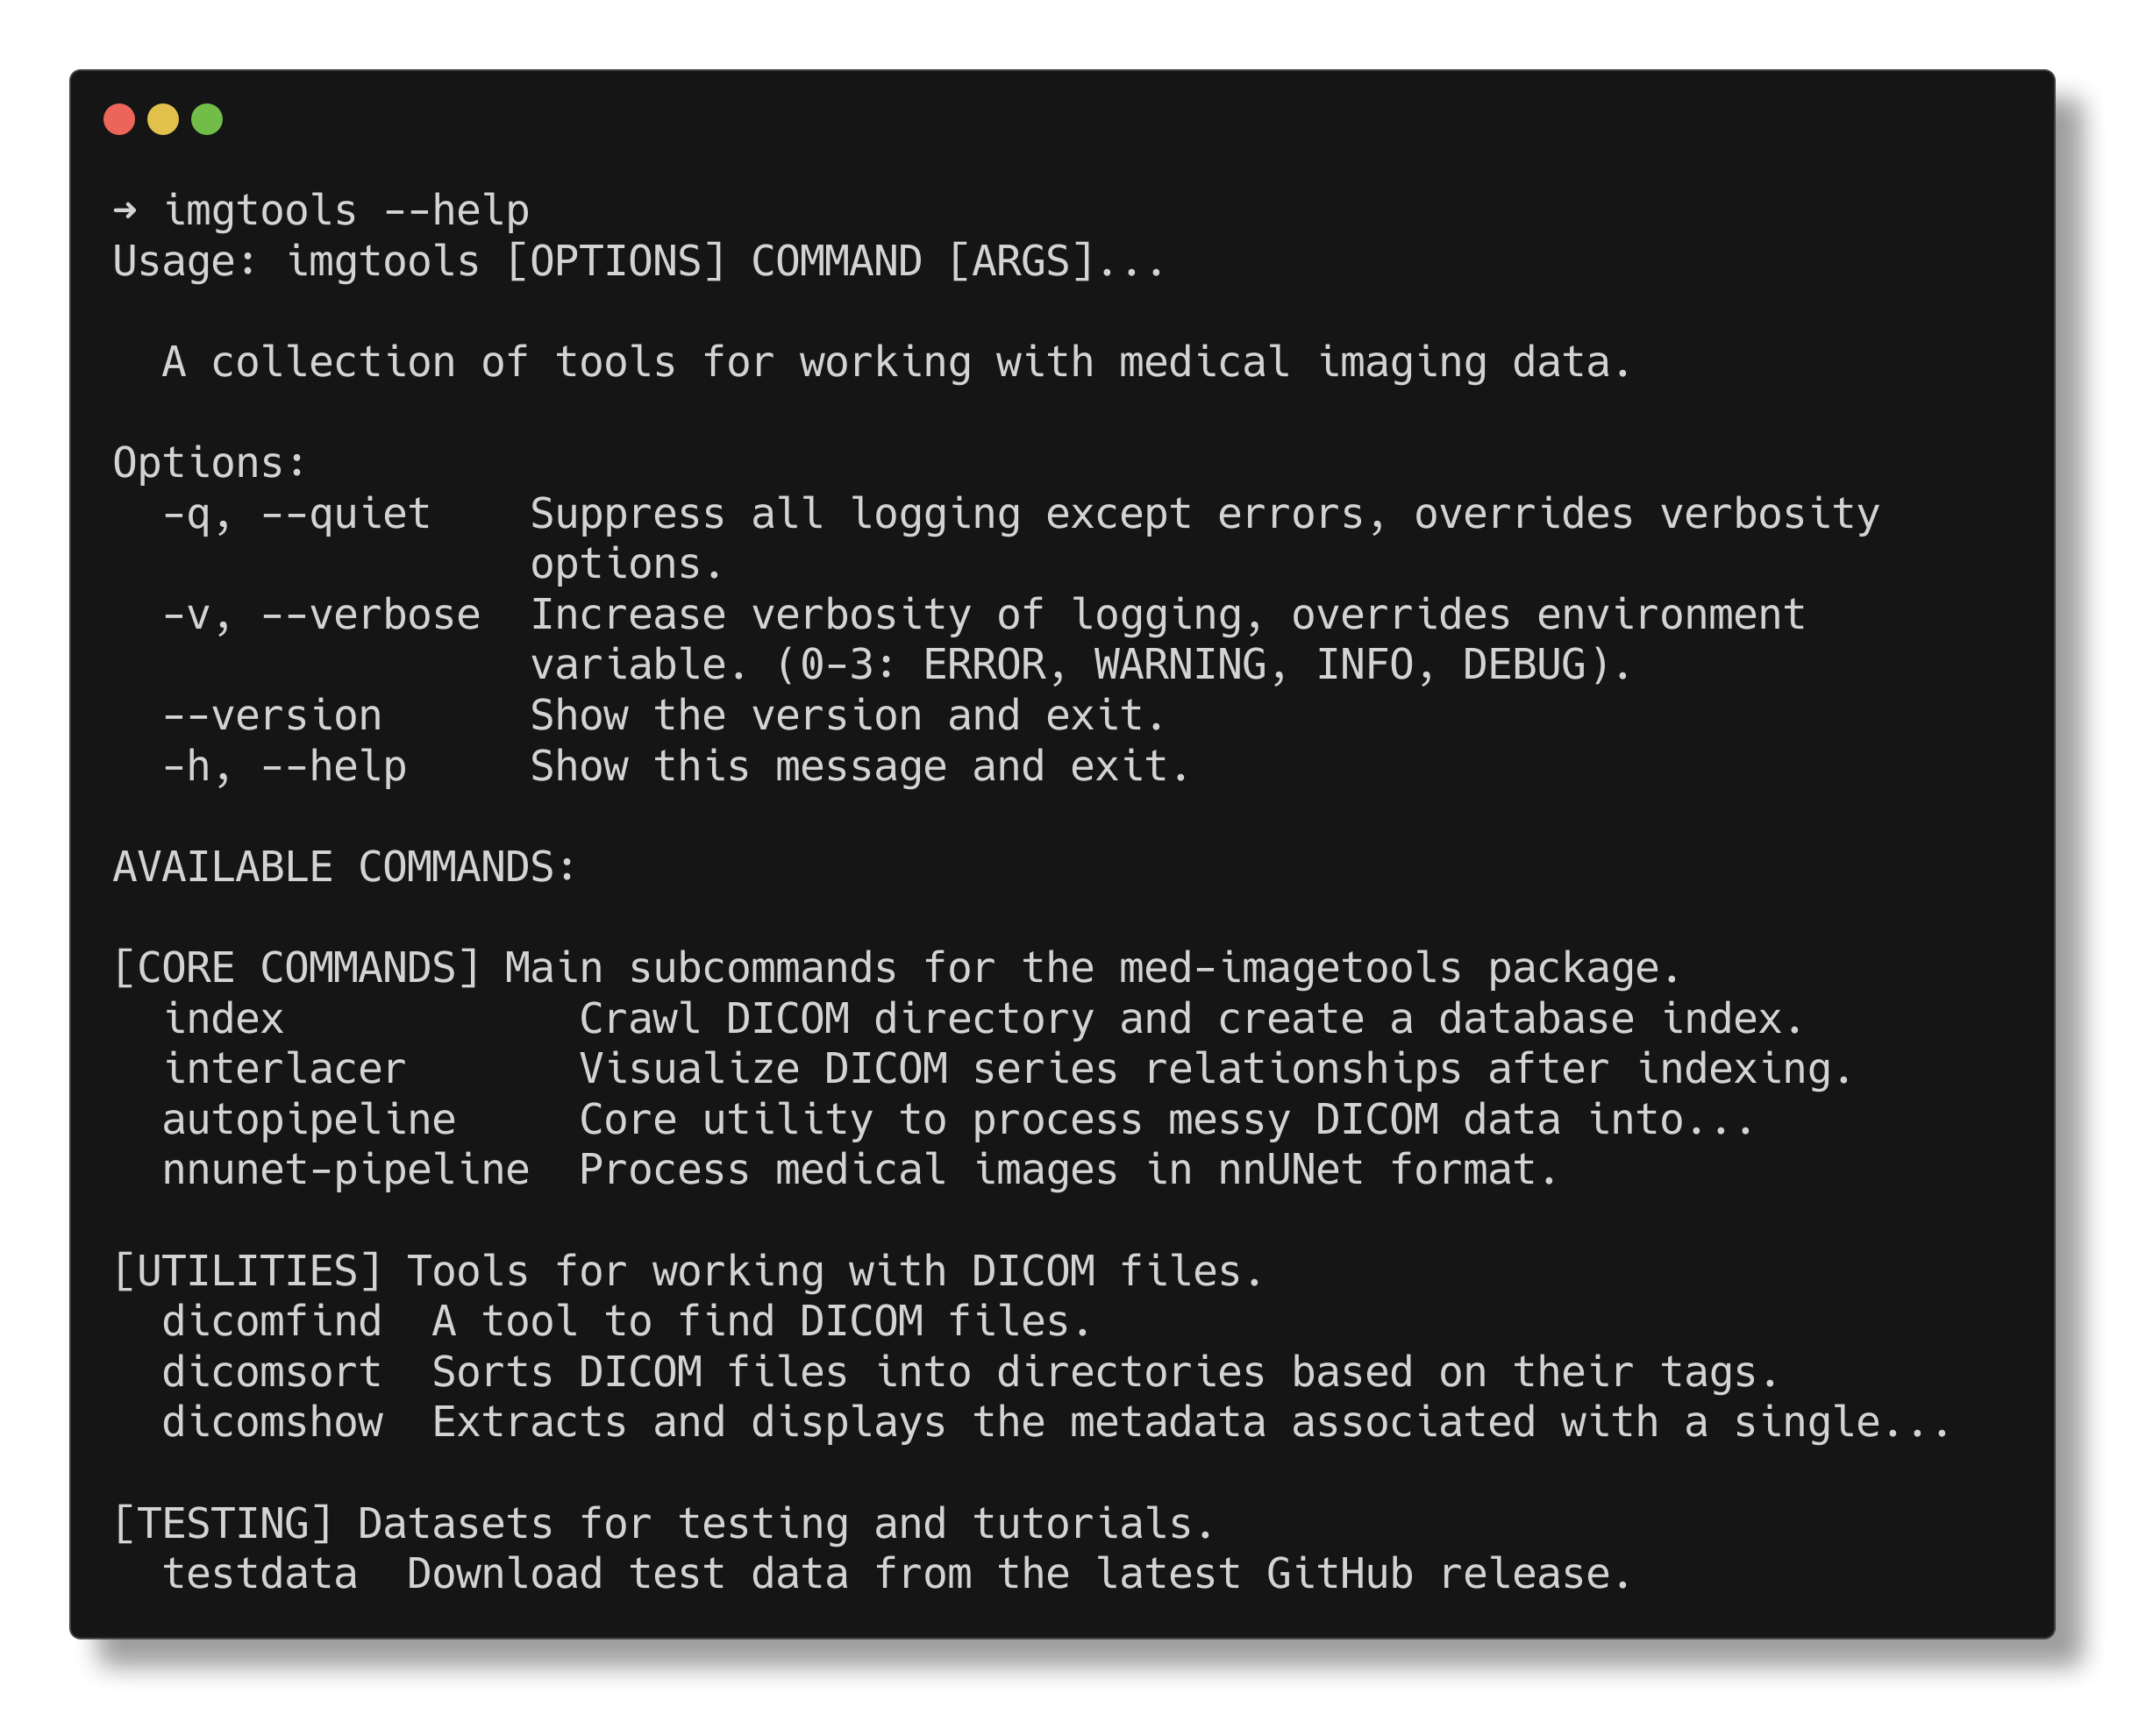 ➜ imgtools --help
Usage: imgtools [OPTIONS] COMMAND [ARGS]...
A collection of tools for working with medical imaging data.
Options:
-q, --quiet    Suppress all logging except errors, overrides verbosity
options.
-v, --verbose  Increase verbosity of logging, overrides environment
variable. (0-3: ERROR, WARNING, INFO, DEBUG).
--version      Show the version and exit.
-h, --help     Show this message and exit.
AVAILABLE COMMANDS:
[CORE COMMANDS] Main subcommands for the med-imagetools package.
index            Crawl DICOM directory and create a database index.
interlacer       Visualize DICOM series relationships after indexing.
autopipeline     Core utility to process messy DICOM data into...
nnunet-pipeline  Process medical images in nnUNet format.
[UTILITIES] Tools for working with DICOM files.
dicomfind  A tool to find DICOM files.
dicomsort  Sorts DICOM files into directories based on their tags.
dicomshow  Extracts and displays the metadata associated with a single...
[TESTING] Datasets for testing and tutorials.
testdata  Download test data from the latest GitHub release.